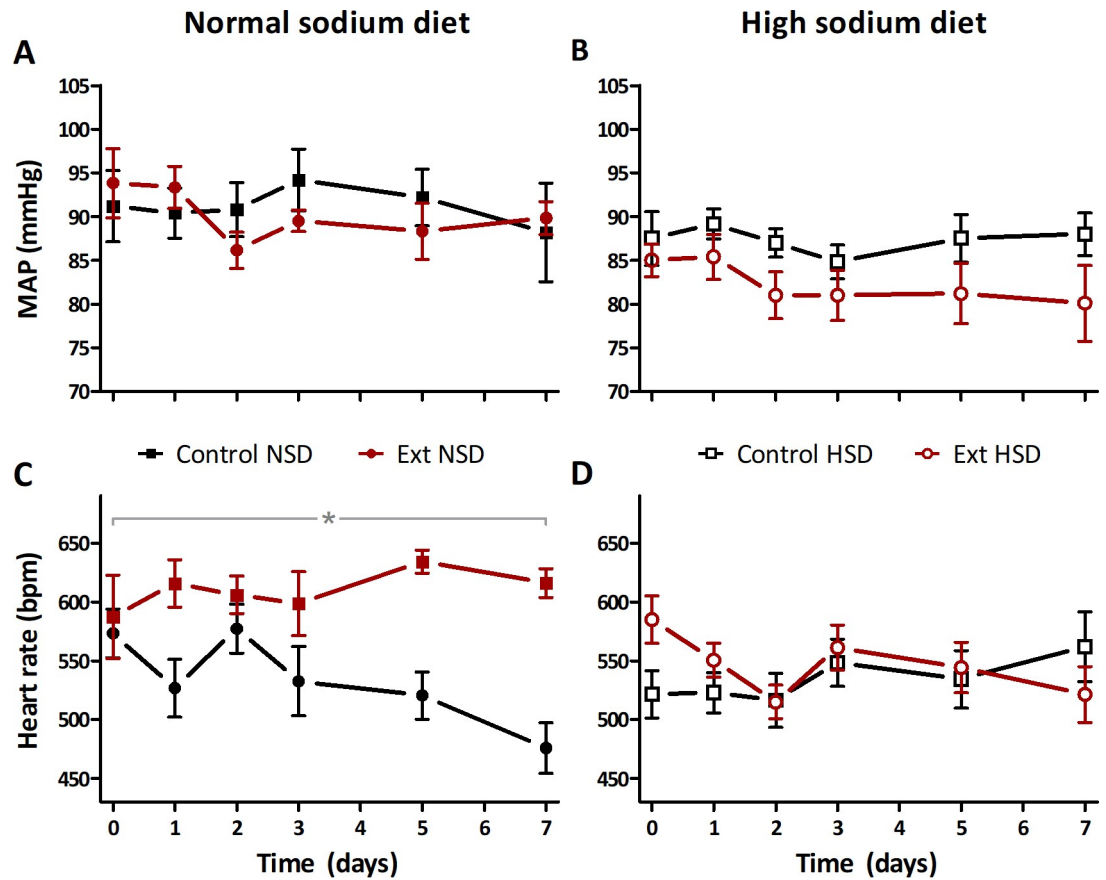 Normal sodium diet
High sodium diet
A
B
105
100
95
90
85
80
75
70
MAP (mmHg)
105
100
95
90
85
80
75
70
Control NSD
Ext NSD
Control HSD
Ext HSD
C
D
*
650
600
550
500
450
Heart rate (bpm)
650
600
550
500
450
0 1 2 3 4 5 6 7
0 1 2 3 4 5 6 7
Time (days)
Time (days)